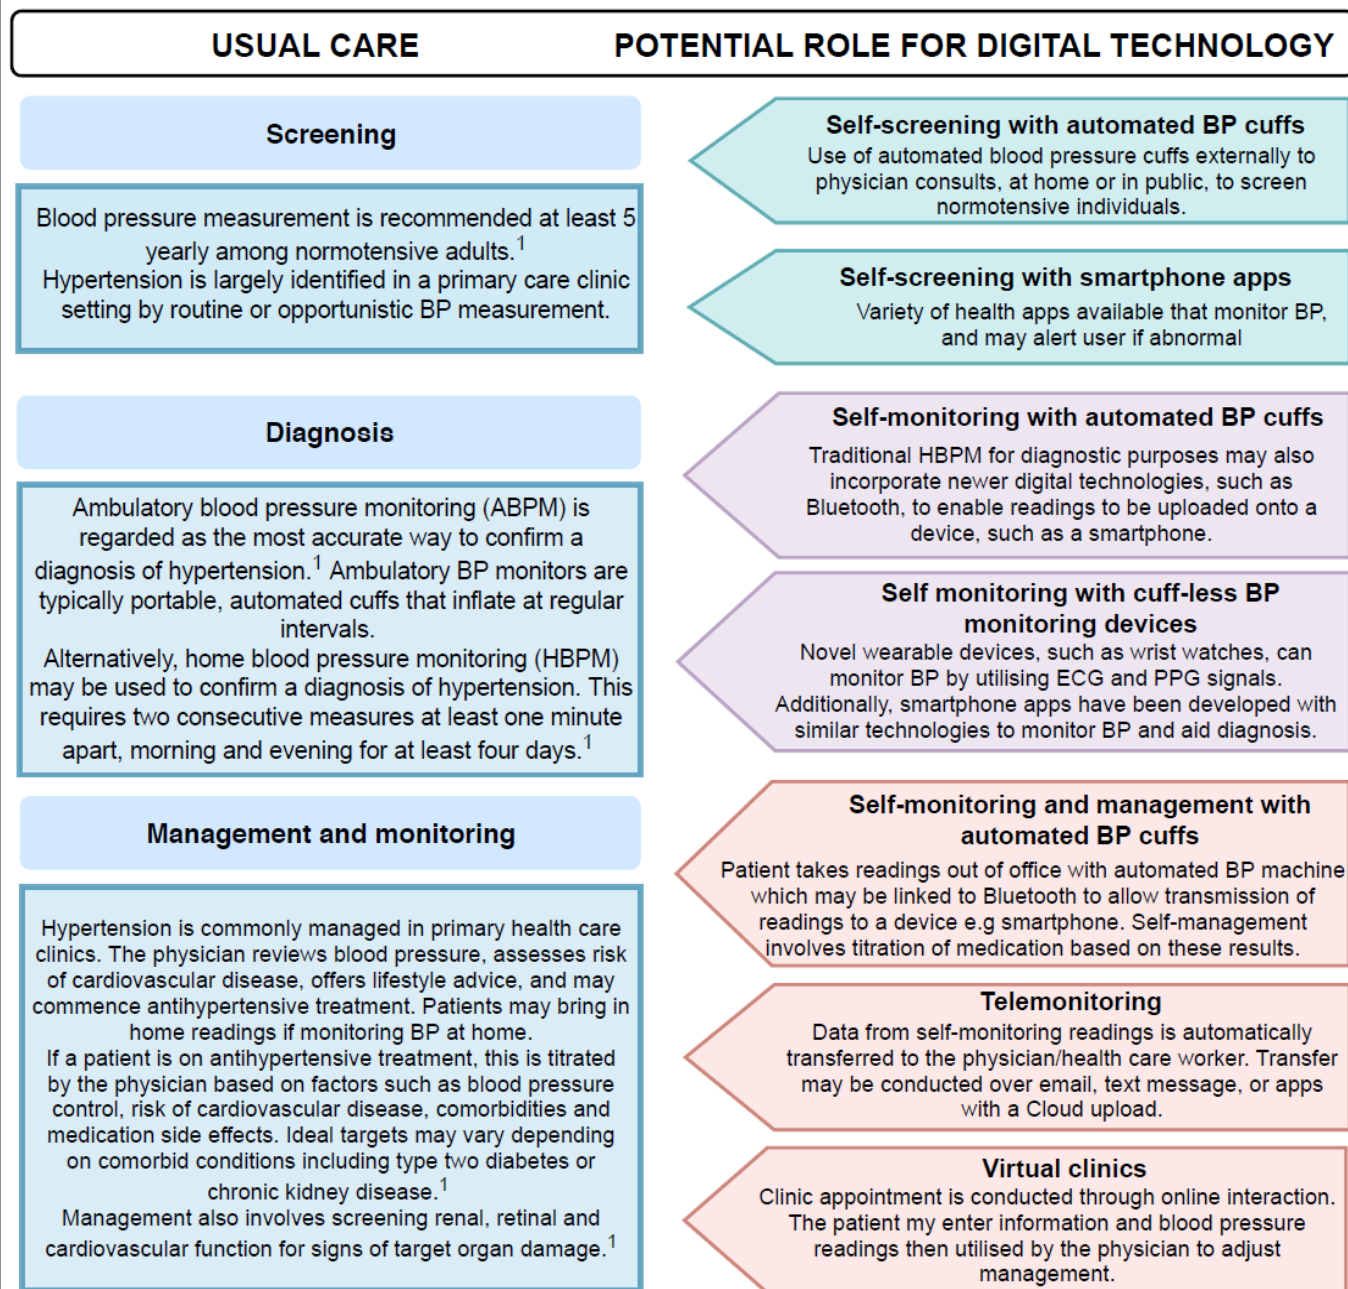 USUAL CARE
POTENTIAL ROLE FOR DIGITAL TECHNOLOGY
Screening
Blood pressure measurement is recommended at least 5
yearly among normotensive adults.1
Hypertension is largely identified in a primary care clinic
setting by routine or opportunistic BP measurement.
Self-screening with automated BP cuffs
Use of automated blood pressure cuffs externally to
physician consults, at home or in public, to screen
normotensive individuals.
Self-screening with smartphone apps
Variety of health apps available that monitor BP,
and may alert user if abnormal
Diagnosis
Ambulatory blood pressure monitoring (ABPM) is
regarded as the most accurate way to confirm a
diagnosis of hypertension.1 Ambulatory BP monitors are
typically portable, automated cuffs that inflate at regular
intervals.
Alternatively, home blood pressure monitoring (HBPM)
may be used to confirm a diagnosis of hypertension. This
requires two consecutive measures at least one minute
apart, morning and evening for at least four days.1
Self-monitoring with automated BP cuffs
Traditional HBPM for diagnostic purposes may also
incorporate newer digital technologies, such as
Bluetooth, to enable readings to be uploaded onto a
device, such as a smartphone.
Self monitoring with cuff-less BP
monitoring devices
Novel wearable devices, such as wrist watches, can
monitor BP by utilising ECG and PPG signals.
Additionally, smartphone apps have been developed with
similar technologies to monitor BP and aid diagnosis.
Management and monitoring
Hypertension is commonly managed in primary health care
clinics. The physician reviews blood pressure, assesses risk
of cardiovascular disease, offers lifestyle advice, and may
commence antihypertensive treatment. Patients may bring in
home readings if monitoring BP at home.
If a patient is on antihypertensive treatment, this is titrated
by the physician based on factors such as blood pressure
control, risk of cardiovascular disease, comorbidities and
medication side effects. Ideal targets may vary depending
on comorbid conditions including type two diabetes or
chronic kidney disease.1
Management also involves screening renal, retinal and
cardiovascular function for signs of target organ damage.1
Self-monitoring and management with
automated BP cuffs
Patient takes readings out of office with automated BP machine
which may be linked to Bluetooth to allow transmission of
readings to a device e.g smartphone. Self-management
involves titration of medication based on these results.
Telemonitoring
Data from self-monitoring readings is automatically
transferred to the physician/health care worker. Transfer
may be conducted over email, text message, or apps
with a Cloud upload.
Virtual clinics
Clinic appointment is conducted through online interaction.
The patient my enter information and blood pressure
readings then utilised by the physician to adjust
management.